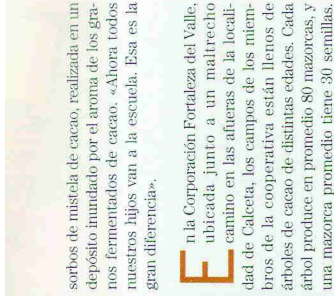 sorbos de mistela de cacao, realizada en un
depósito inundado por el aroma de los gra-
nos fermentados de cacao. «Ahora todos
nuestros hijos van a la escuela. Esa es la
gran diferencia».
En la Corporación Fortaleza del Valle,
ubicada junto a un maltrecho
camino en las afueras de la locali-
dad de Calceta, los campos de los miem-
bros de la cooperativa están llenos de
árboles de cacao de distintas edades. Cada
árbol produce en promedio 80 mazorcas, y
una mazorca promedio tiene 30 semillas.